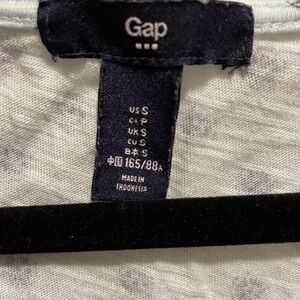 Gap
US S
CA P
UK S
EU S
日本 S
中国 165/88A
MADE IN
INDONESIA